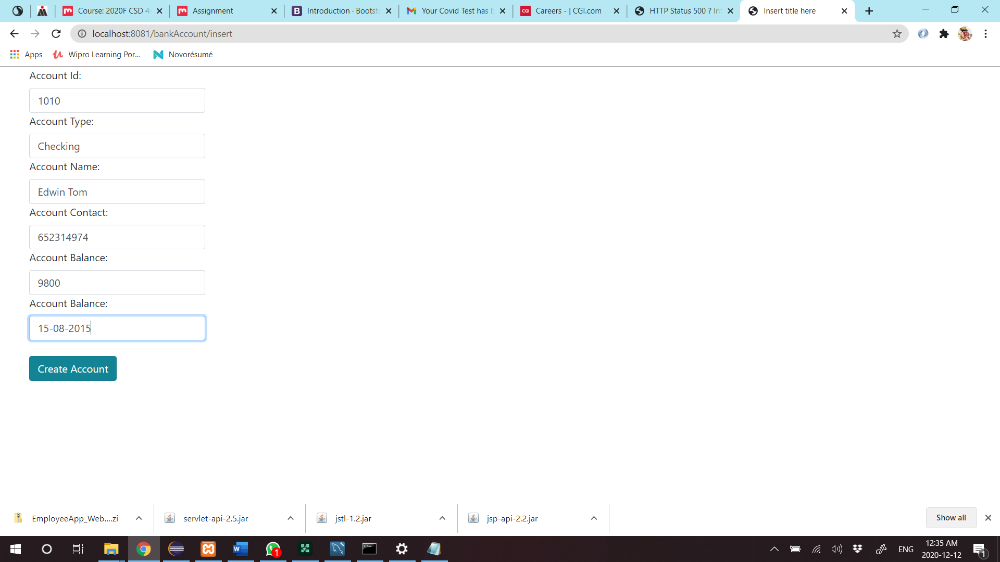 Course: 2020F CSD 4
Assignment
Introduction · Bootstr
Your Covid Test has b
CGI
Careers - | CGI.com
HTTP Status 500 ? In
Insert title here
localhost:8081/bankAccount/insert
Apps
Wipro Learning Por...
Novorésumé
Account Id:
1010
Account Type:
Checking
Account Name:
Edwin Tom
Account Contact:
652314974
Account Balance:
9800
Account Balance:
15-08-2015
Create Account
EmployeeApp_Web....zi
servlet-api-2.5.jar
jstl-1.2.jar
jsp-api-2.2.jar
Show all
1
ENG
12:35 AM
2020-12-12
1